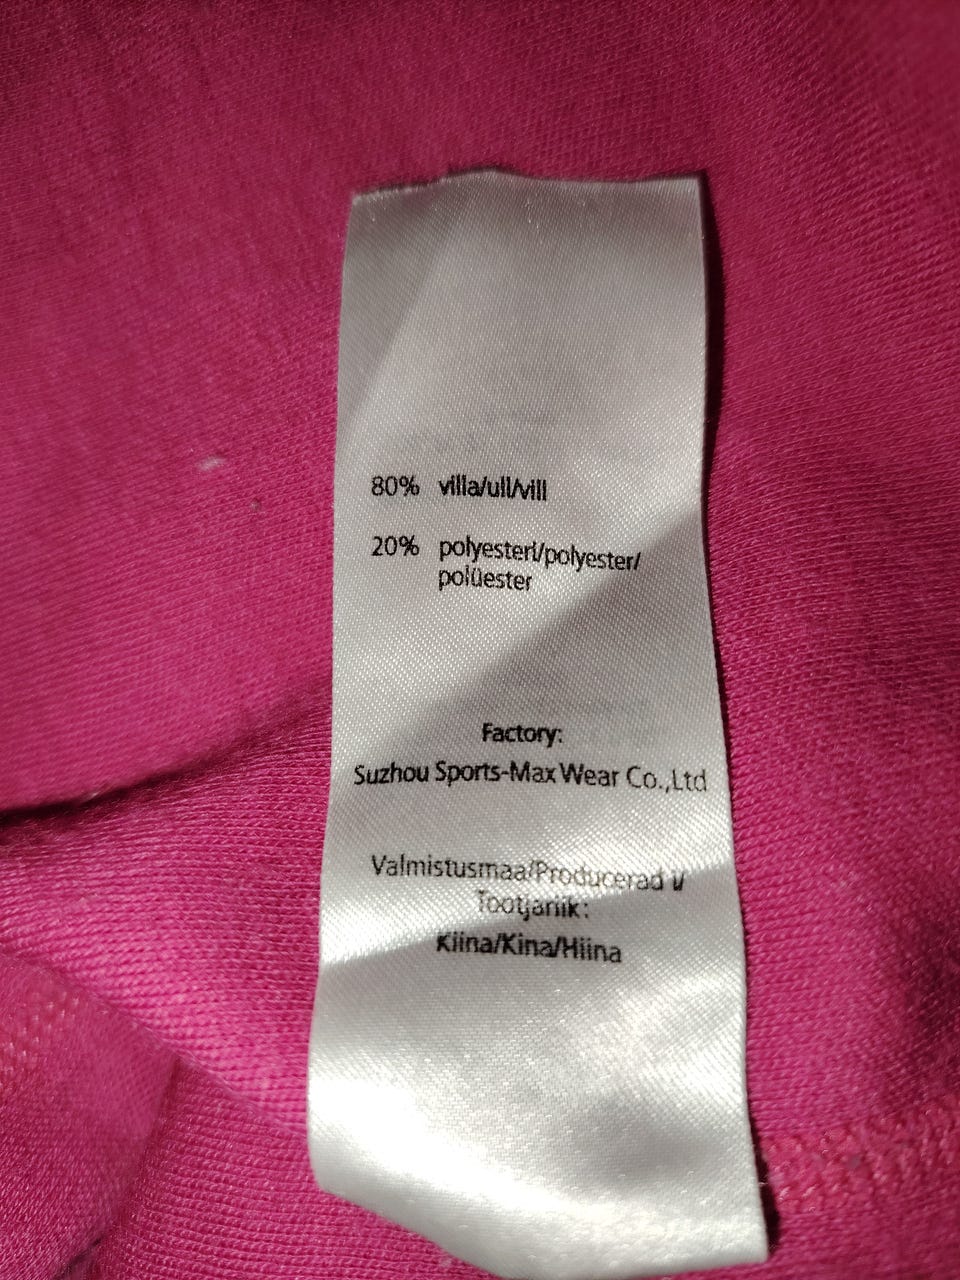 80% villa/ull/vill
20% polyesteri/polyester/
polüester
Factory:
Suzhou Sports-Max Wear Co.,Ltd
Valmistusmaa/Producerad i/
Tootjariik:
Kiina/Kina/Hiina